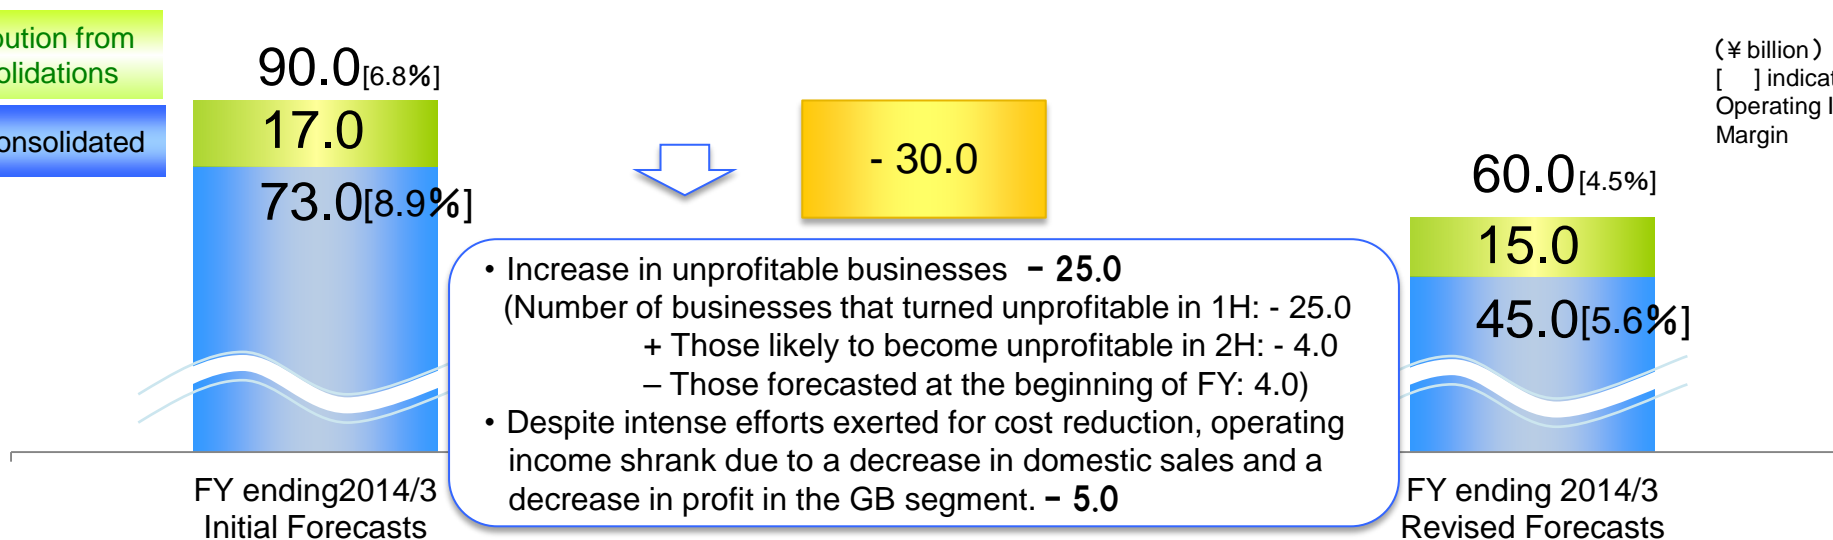 from
90.0[6.8%]
17.0
onsolidated
73.0[8.9%]
- 30.0
(¥ billion)
[ ] indicat
Operating I
Margin
60.0[4.5%]
15.0
45.0[5.6%]
• Increase in unprofitable businesses － 25.0
(Number of businesses that turned unprofitable in 1H: - 25.0
+ Those likely to become unprofitable in 2H: - 4.0
– Those forecasted at the beginning of FY: 4.0)
• Despite intense efforts exerted for cost reduction, operating
income shrank due to a decrease in domestic sales and a
decrease in profit in the GB segment. － 5.0
FY ending2014/3
Initial Forecasts
FY ending 2014/3
Revised Forecasts